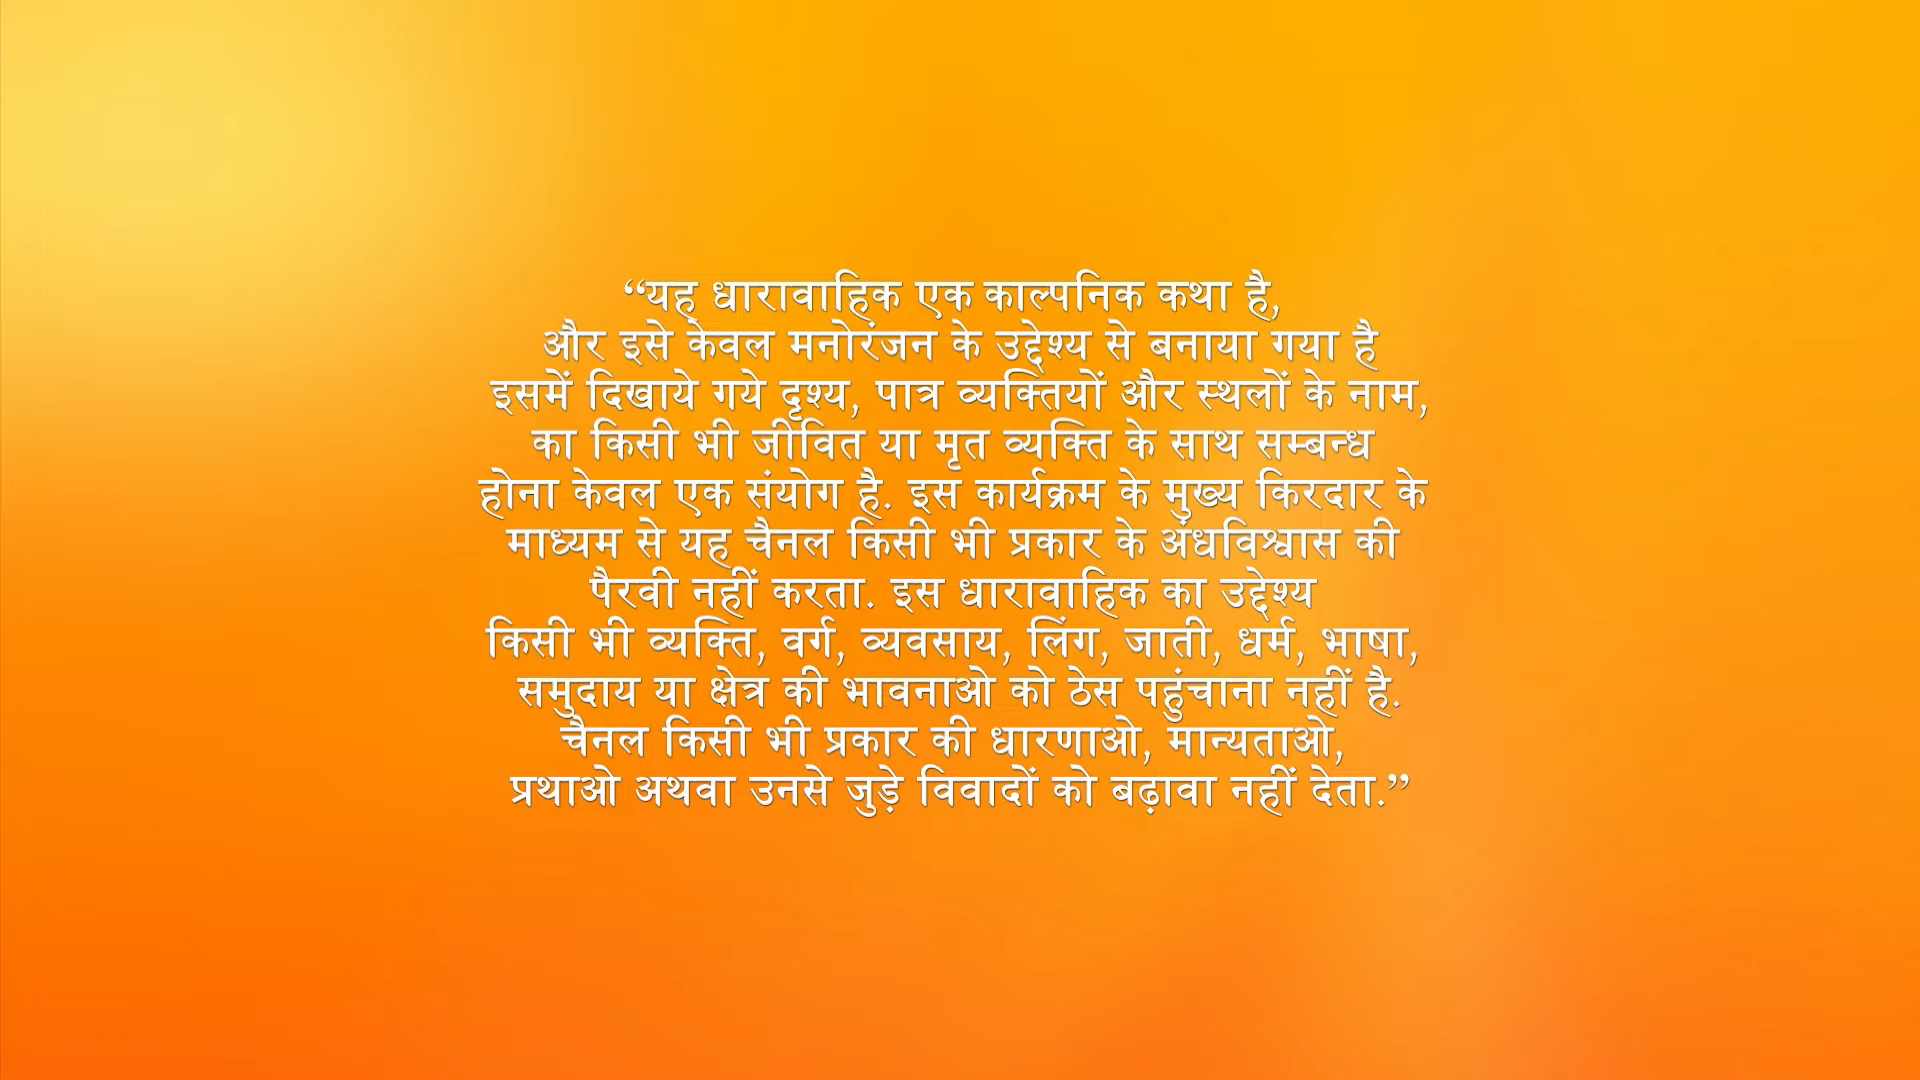 “यह धारावाहिक एक काल्पनिक कथा है,
और इसे केवल मनोरंजन के उद्देश्य से बनाया गया है
इसमें दिखाये गये दृश्य, पात्र व्यक्तियों और स्थलों के नाम,
का किसी भी जीवित या मृत व्यक्ति के साथ सम्बन्ध
होना केवल एक संयोग है. इस कार्यक्रम के मुख्य किरदार के
माध्यम से यह चैनल किसी भी प्रकार के अंधविश्वास की
पैरवी नहीं करता. इस धारावाहिक का उद्देश्य
किसी भी व्यक्ति, वर्ग, व्यवसाय, लिंग, जाती, धर्म, भाषा,
समुदाय या क्षेत्र की भावनाओ को ठेस पहुंचाना नहीं है.
चैनल किसी भी प्रकार की धारणाओ, मान्यताओ,
प्रथाओ अथवा उनसे जुड़े विवादों को बढ़ावा नहीं देता.”